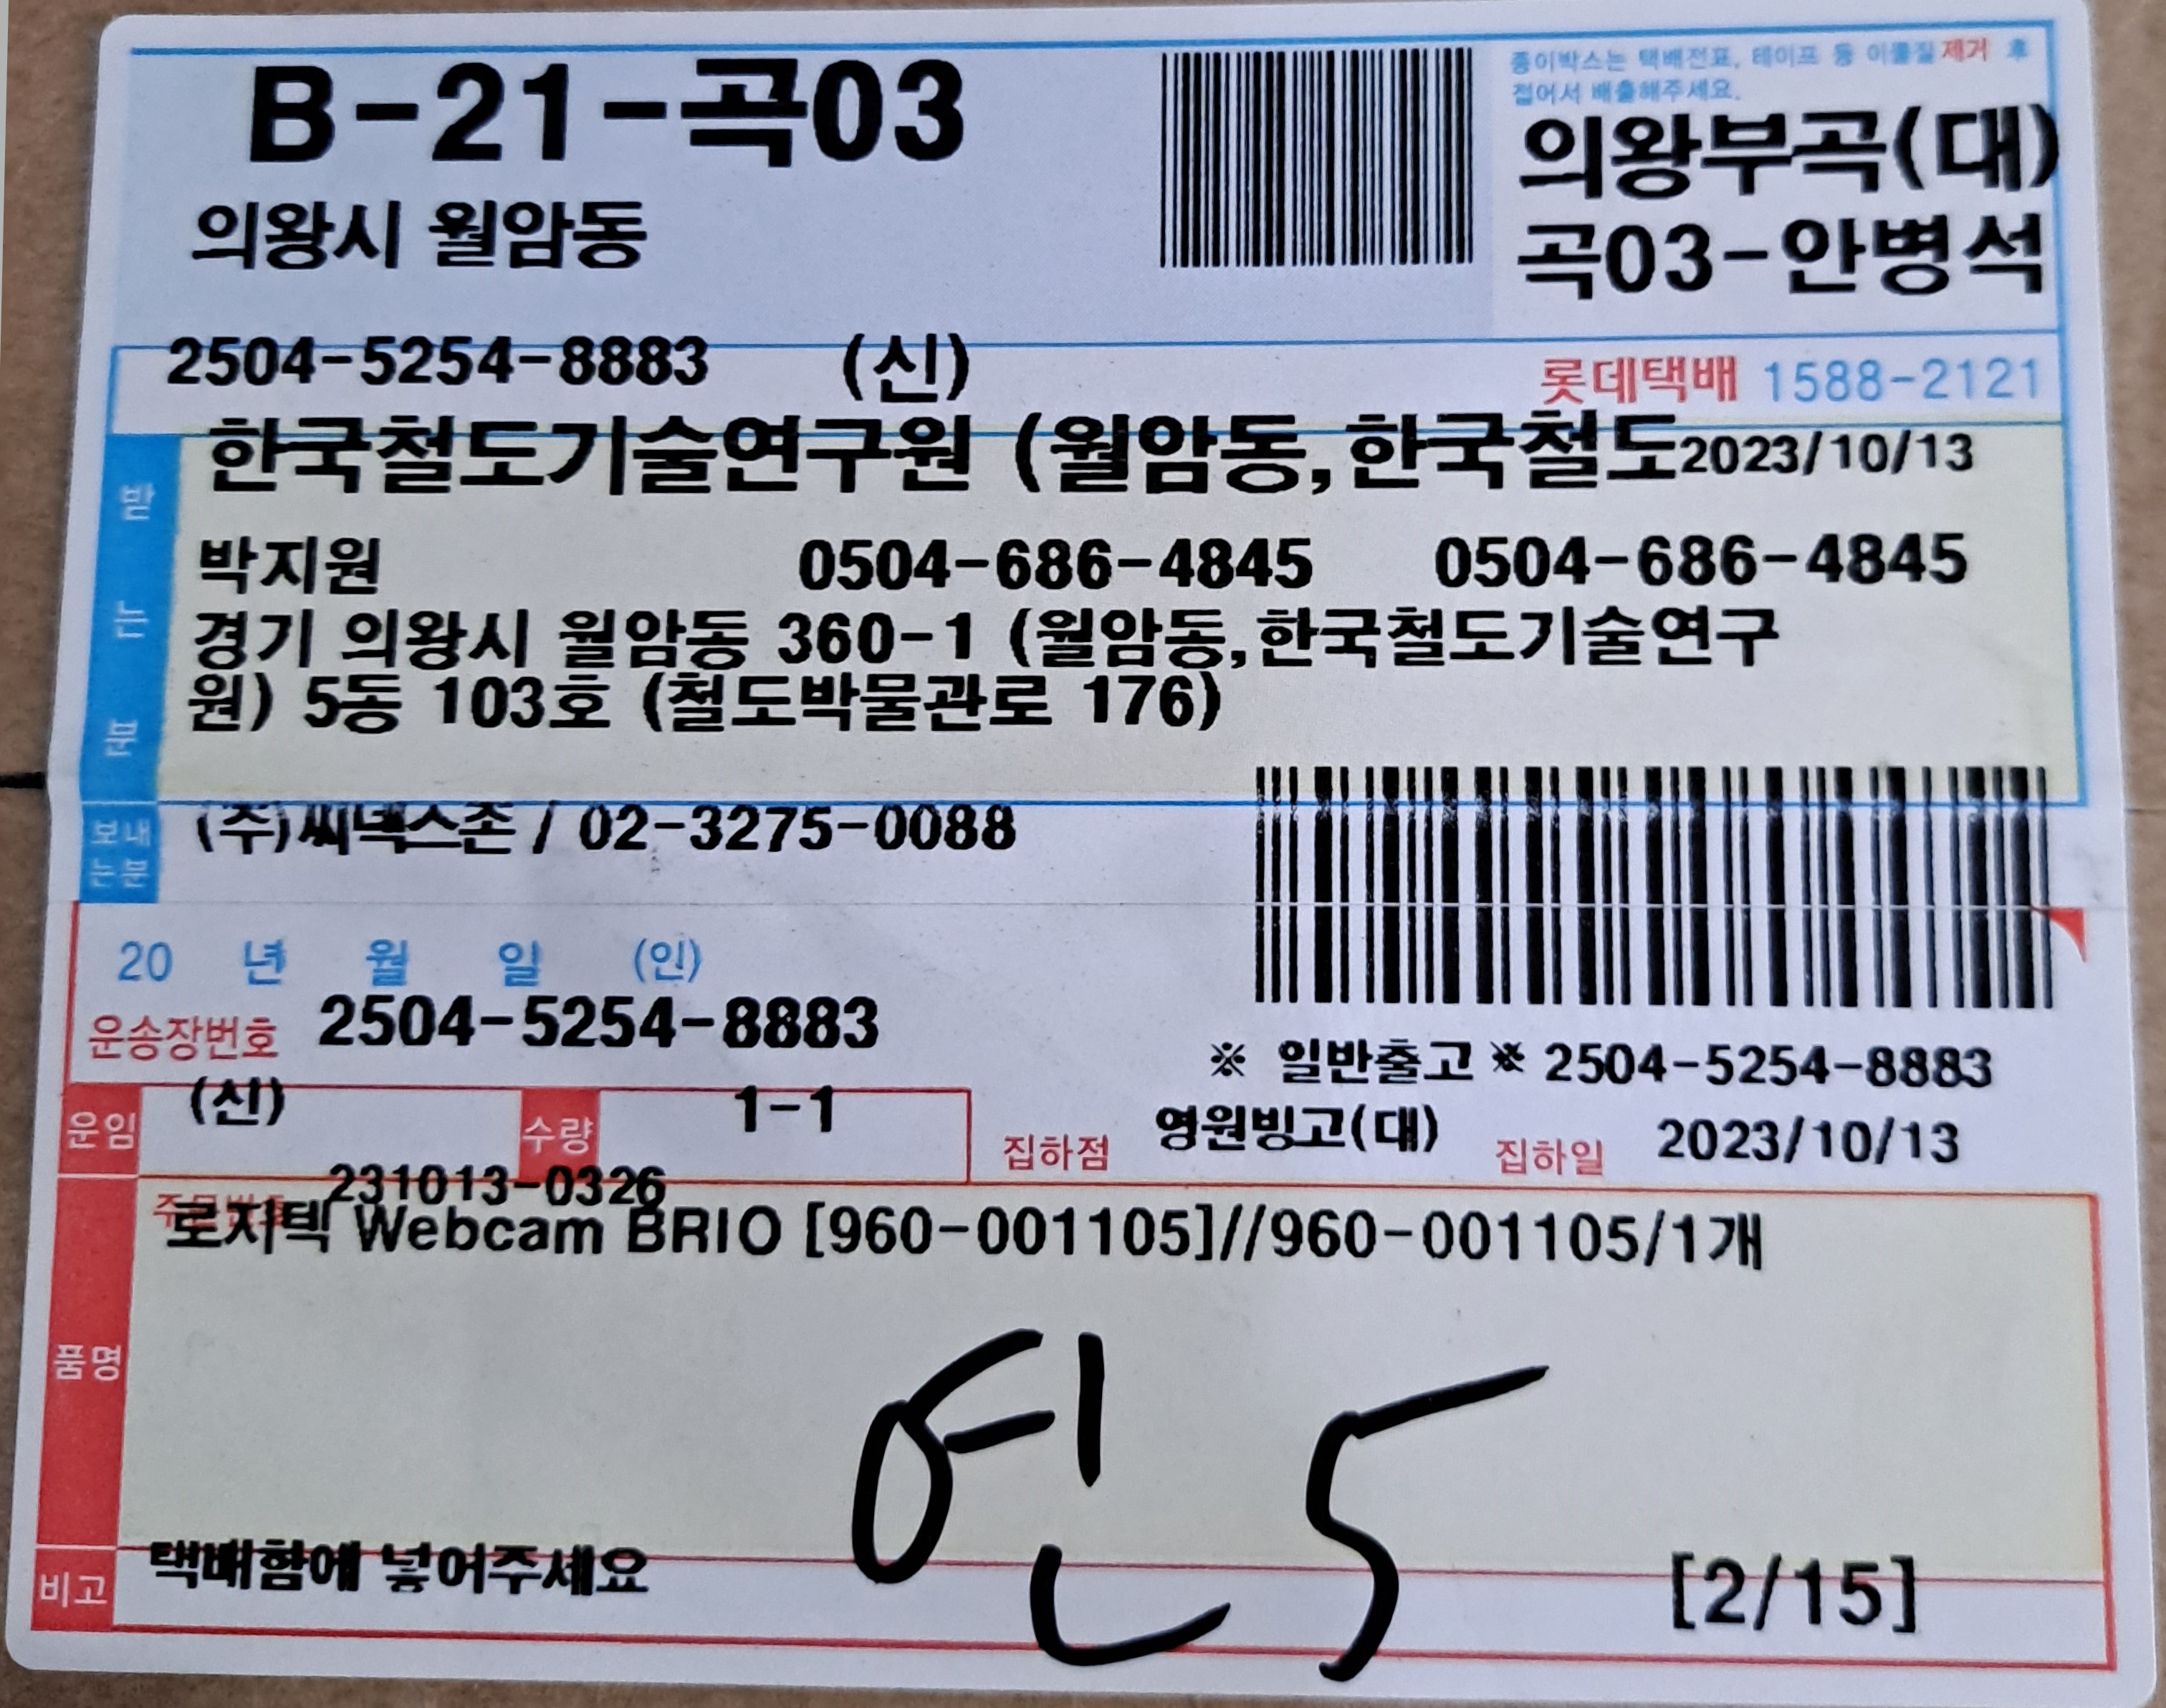 B-21-곡03
의왕시 월암동
종이박스는 택배전표, 테이프 등 이물질제거 후
접어서 배출해주세요.
의왕부곡(대)
곡03-안병석
2504-5254-8883 (신)
롯데택배 1588-2121
한국철도기술연구원 (월암동,한국철도2023/10/13
받는분
박지원 0504-686-4845 0504-686-4845
경기 의왕시 월암동 360-1 (월암동,한국철도기술연구
원) 5동 103호 (철도박물관로 176)
보내는분
(주)씨넥스존 / 02-3275-0088
20 년 월 일 (인)
운송장번호 2504-5254-8883
※ 일반출고 ※ 2504-5254-8883
운임 (신) 수량 1-1
집하점 영원빙고(대) 집하일 2023/10/13
주문번호 231013-0326
로지텍 Webcam BRIO [960-001105]//960-001105/1개
품명
연 5
비고 택배함에 넣어주세요
[2/15]